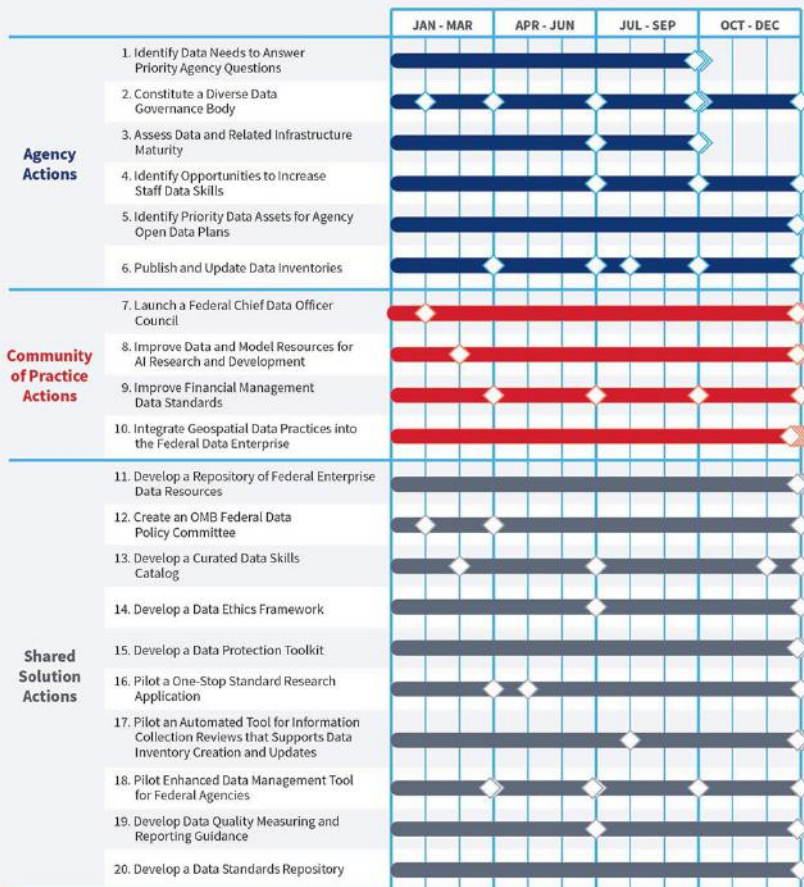 JAN - MAR APR - JUN JUL - SEP OCT - DEC
Agency
Actions
1. Identify Data Needs to Answer
Priority Agency Questions
2. Constitute a Diverse Data
Governance Body
3. Assess Data and Related Infrastructure
Maturity
4. Identify Opportunities to Increase
Staff Data Skills
5. Identify Priority Data Assets for Agency
Open Data Plans
6. Publish and Update Data Inventories
Community
of Practice
Actions
7. Launch a Federal Chief Data Officer
Council
8. Improve Data and Model Resources for
AI Research and Development
9. Improve Financial Management
Data Standards
10. Integrate Geospatial Data Practices into
the Federal Data Enterprise
Shared
Solution
Actions
11. Develop a Repository of Federal Enterprise
Data Resources
12. Create an OMB Federal Data
Policy Committee
13. Develop a Curated Data Skills
Catalog
14. Develop a Data Ethics Framework
15. Develop a Data Protection Toolkit
16. Pilot a One-Stop Standard Research
Application
17. Pilot an Automated Tool for Information
Collection Reviews that Supports Data
Inventory Creation and Updates
18. Pilot Enhanced Data Management Tool
for Federal Agencies
19. Develop Data Quality Measuring and
Reporting Guidance
20. Develop a Data Standards Repository